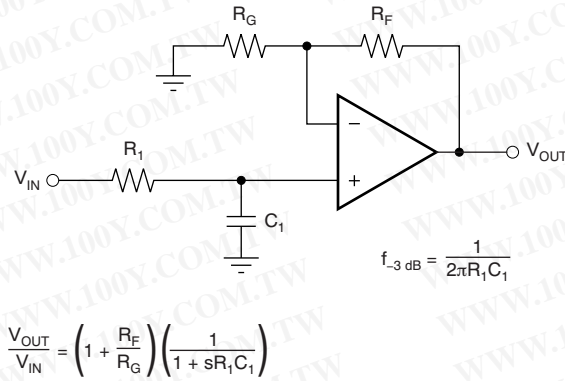 R_G
R_F
R_1
V_IN
−
+
V_OUT
C_1
f_−3 dB = 1 / (2πR_1C_1)
V_OUT / V_IN = (1 + R_F / R_G) (1 / (1 + sR_1C_1))
WWW.100Y.COM.TW